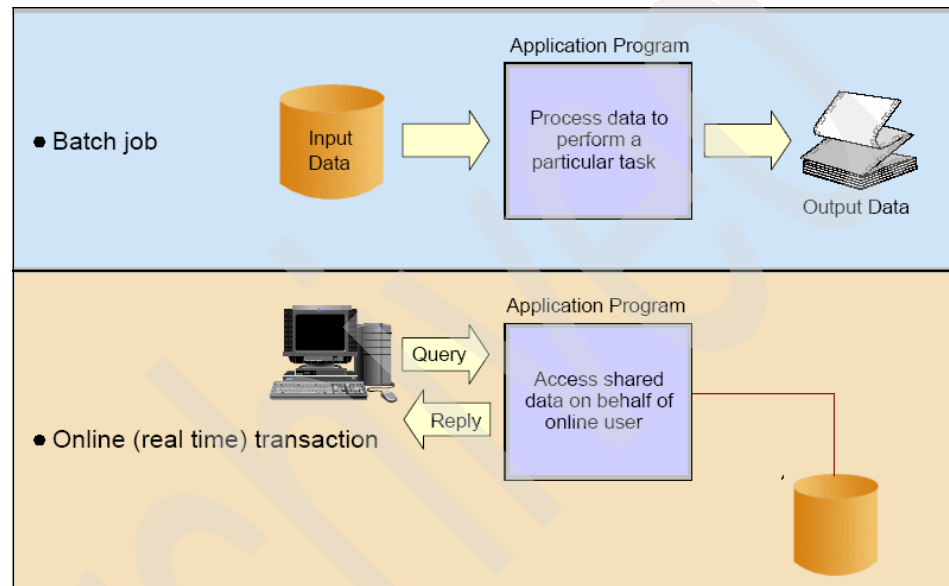 Application Program
● Batch job
Input
Data
Process data to
perform a
particular task
Output Data
Application Program
Query
Reply
Access shared
data on behalf of
online user
● Online (real time) transaction